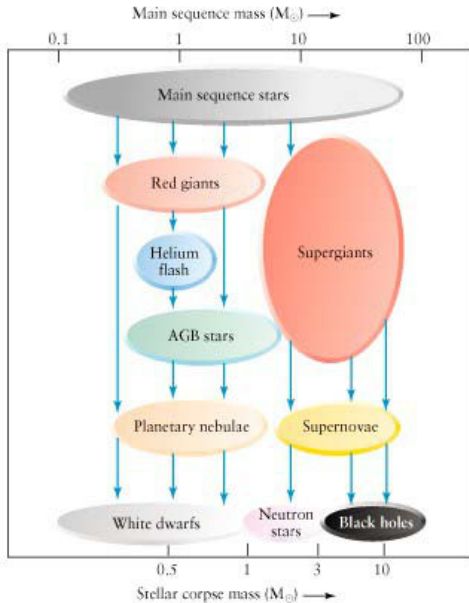 Main sequence mass (M☉) →
0.1 1 10 100
Main sequence stars
Red giants
Helium
flash
Supergiants
AGB stars
Planetary nebulae
Supernovae
White dwarfs
Neutron
stars
Black holes
0.5 1 3 10
Stellar corpse mass (M☉) →